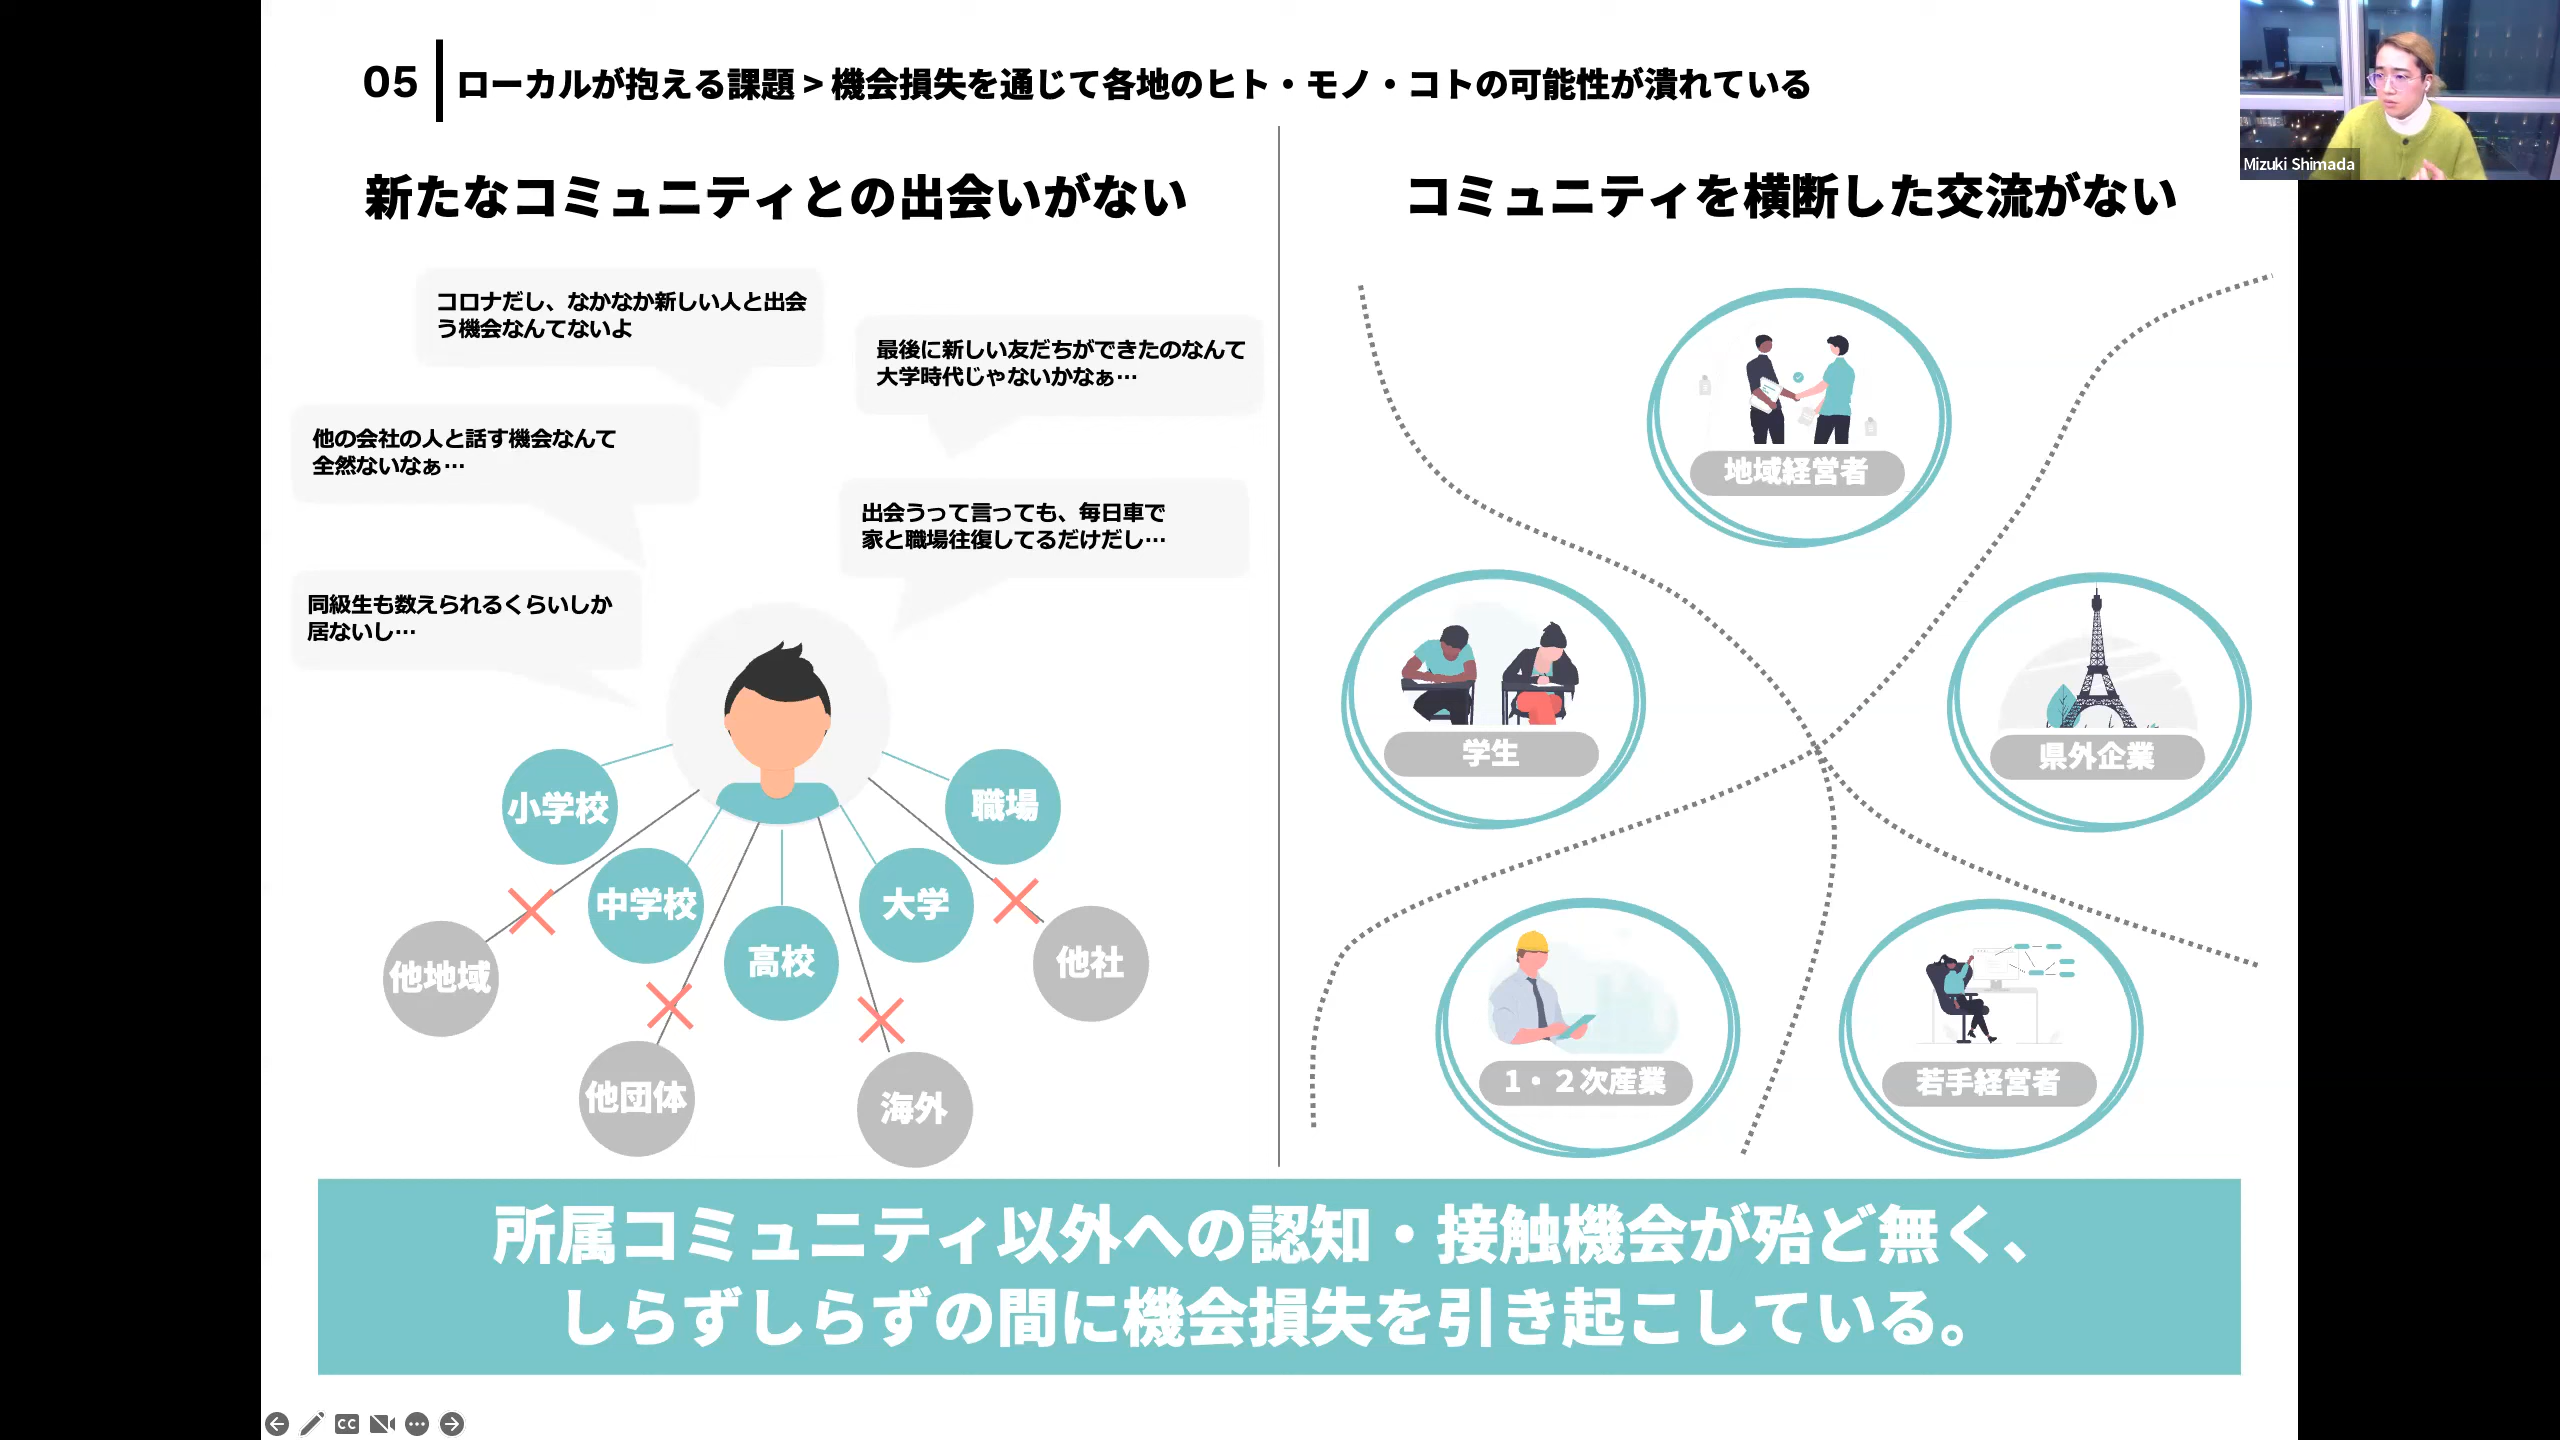 05
ローカルが抱える課題 > 機会損失を通じて各地のヒト・モノ・コトの可能性が潰れている
Mizuki Shimada
新たなコミュニティとの出会いがない
コロナだし、なかなか新しい人と出会
う機会なんてないよ
最後に新しい友だちができたのなんて
大学時代じゃないかなぁ…
他の会社の人と話す機会なんて
全然ないなぁ…
出会うって言っても、毎日車で
家と職場往復してるだけだし…
同級生も数えられるくらいしか
居ないし…
小学校
職場
中学校
大学
高校
他地域
他社
他団体
海外
コミュニティを横断した交流がない
地域経営者
学生
県外企業
1・２次産業
若手経営者
所属コミュニティ以外への認知・接触機会が殆ど無く、
しらずしらずの間に機会損失を引き起こしている。
CC